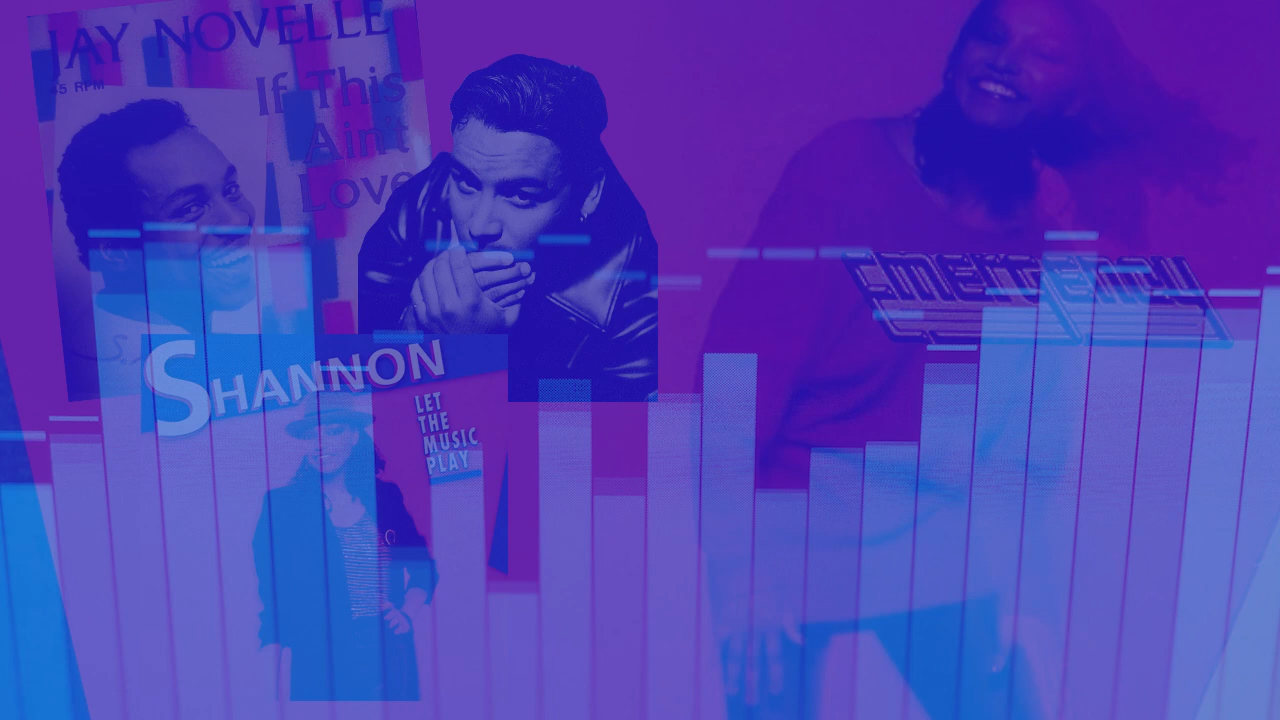 JAY NOVELLE
45 RPM
If This
Ain't
Love
SHANNON
LET
THE
MUSIC
PLAY